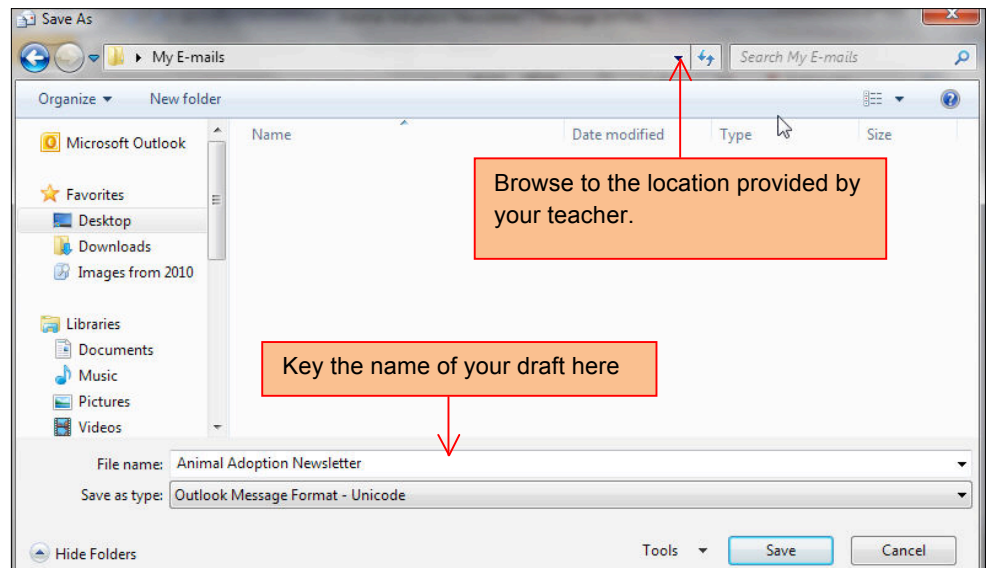 Save As
My E-mails
Search My E-mails
Organize
New folder
Name
Date modified
Type
Size
Microsoft Outlook
Favorites
Desktop
Downloads
Images from 2010
Libraries
Documents
Music
Pictures
Videos
Browse to the location provided by
your teacher.
Key the name of your draft here
File name: Animal Adoption Newsletter
Save as type: Outlook Message Format - Unicode
Hide Folders
Tools
Save
Cancel